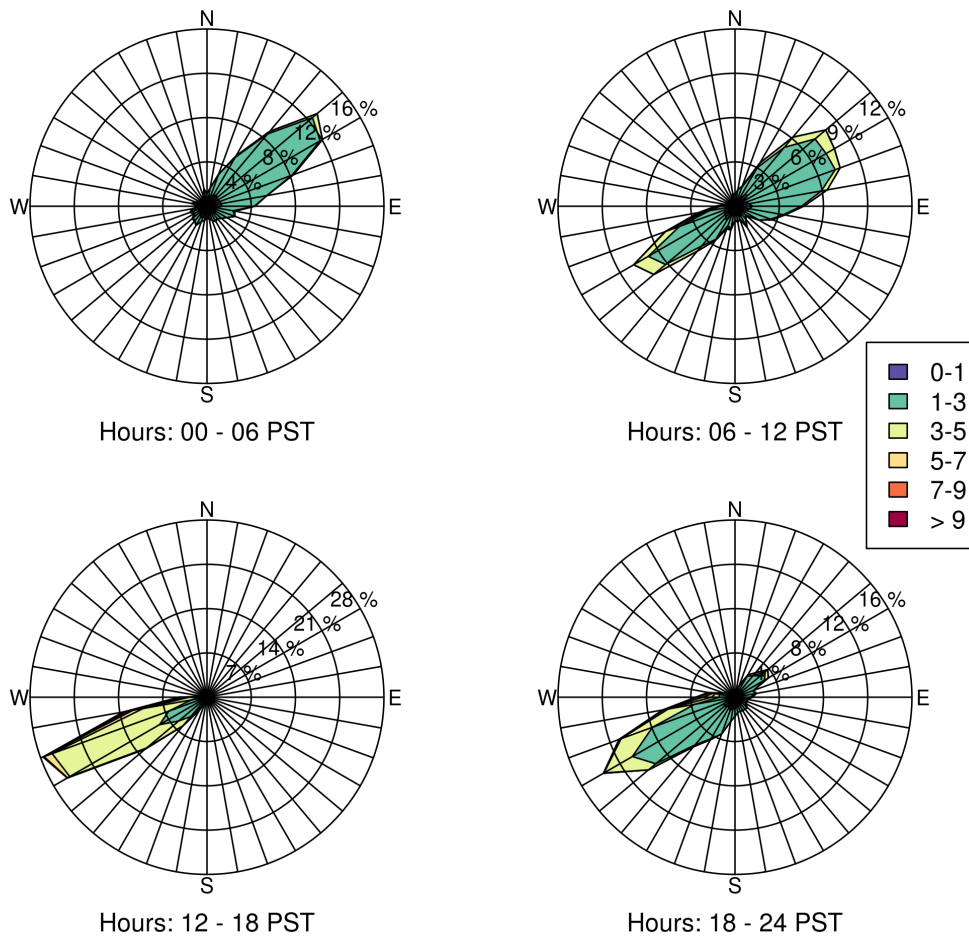 N
W
E
S
16 %
12 %
8 %
4 %
Hours: 00 - 06 PST
N
W
E
S
12 %
9 %
6 %
3 %
Hours: 06 - 12 PST
0-1
1-3
3-5
5-7
7-9
> 9
N
W
E
S
28 %
21 %
14 %
7 %
Hours: 12 - 18 PST
N
W
E
S
16 %
12 %
8 %
4 %
Hours: 18 - 24 PST